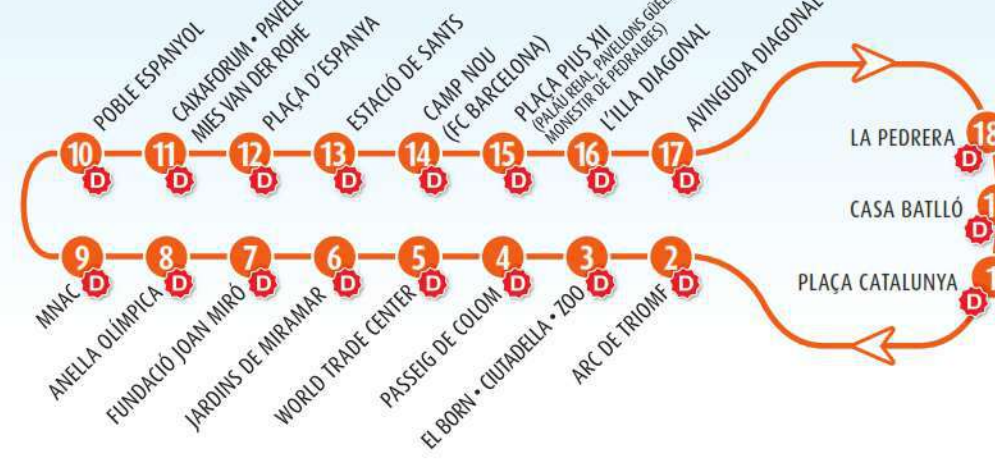 POBLE ESPANYOL
CAIXAFORUM • PAVELL
MIES VAN DER ROHE
PLAÇA D'ESPANYA
ESTACIÓ DE SANTS
CAMP NOU
(FC BARCELONA)
PLAÇA PIUS XII
(PALAU REIAL, PAVELLONS GÜELL
MONESTIR DE PEDRALBES)
L'ILLA DIAGONAL
AVINGUDA DIAGONAL
10 11 12 13 14 15 16 17
D D D D D D D D
LA PEDRERA 18
D
CASA BATLLÓ 1
D
PLAÇA CATALUNYA 1
D
9 8 7 6 5 4 3 2
D D D D D D D D
MNAC
ANELLA OLÍMPICA
FUNDACIÓ JOAN MIRÓ
JARDINS DE MIRAMAR
WORLD TRADE CENTER
PASSEIG DE COLOM
EL BORN • CIUTADELLA • ZOO
ARC DE TRIOMF